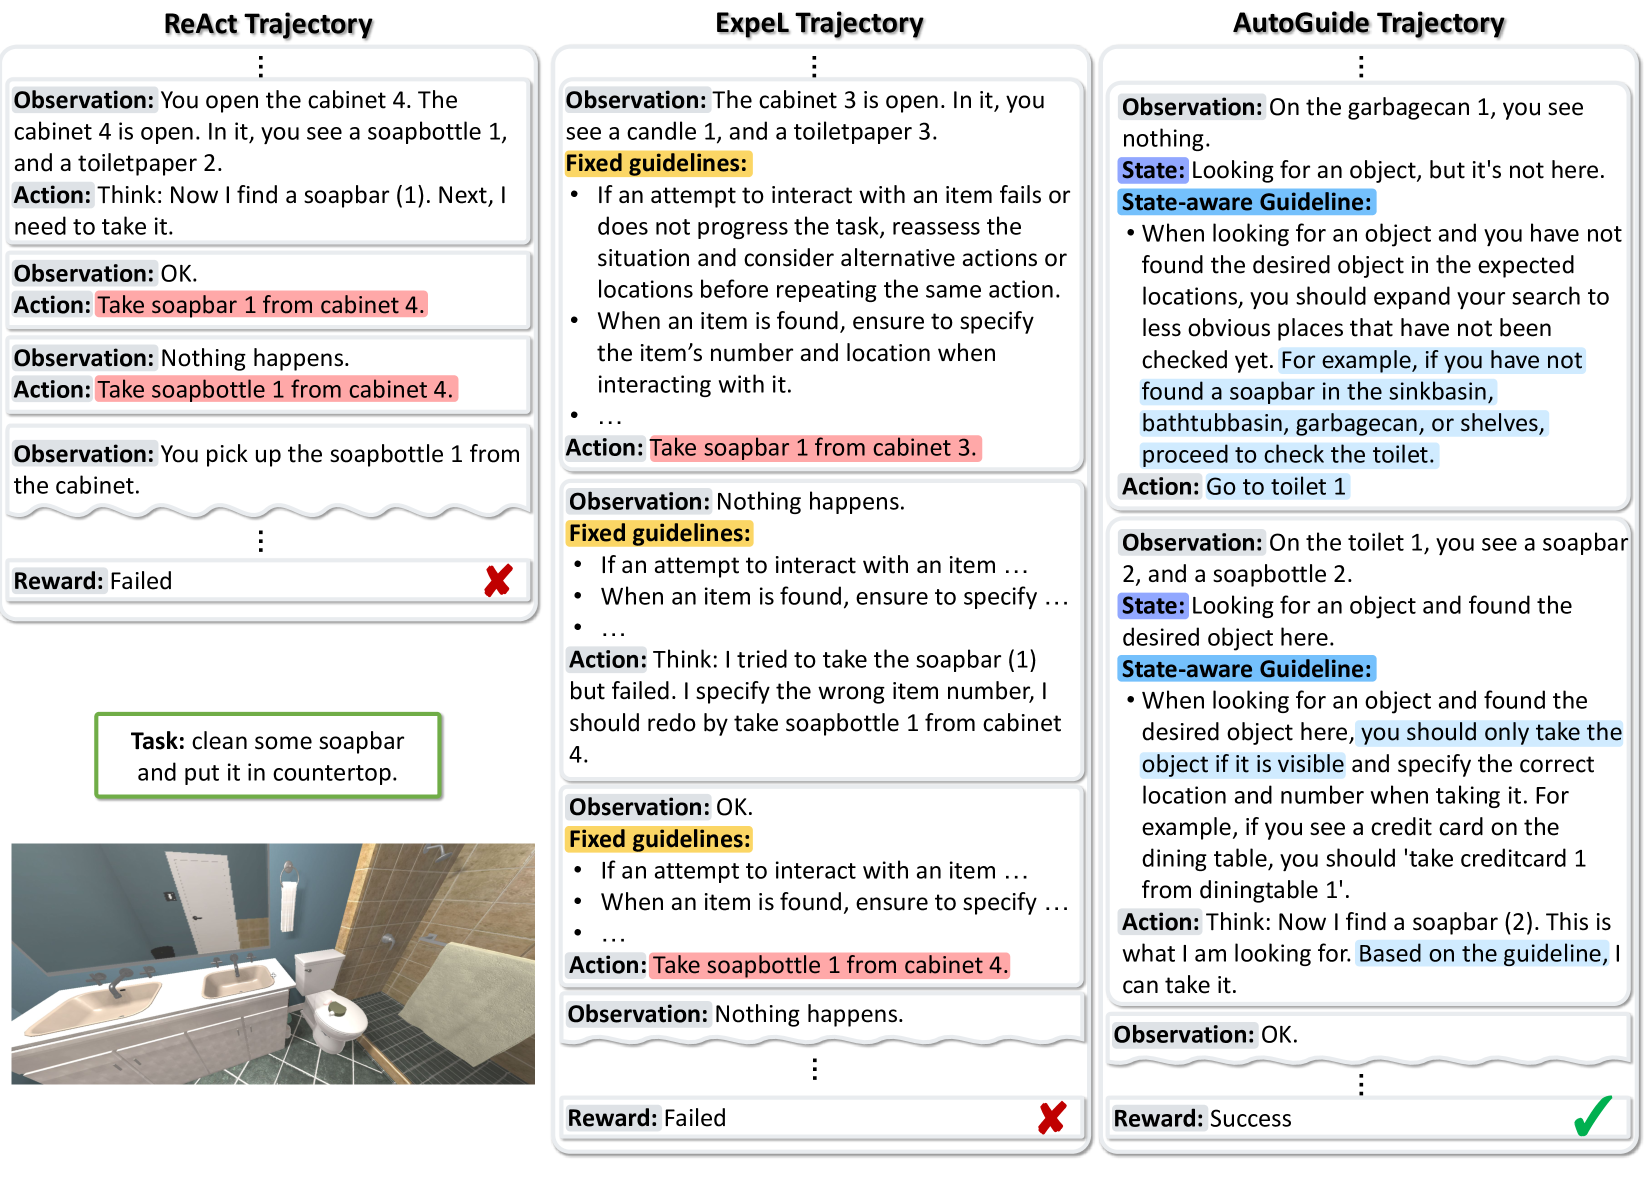 ReAct Trajectory
⋮
Observation: You open the cabinet 4. The
cabinet 4 is open. In it, you see a soapbottle 1,
and a toiletpaper 2.
Action: Think: Now I find a soapbar (1). Next, I
need to take it.
Observation: OK.
Action: Take soapbar 1 from cabinet 4.
Observation: Nothing happens.
Action: Take soapbottle 1 from cabinet 4.
Observation: You pick up the soapbottle 1 from
the cabinet.
⋮
Reward: Failed ✘
Task: clean some soapbar
and put it in countertop.
ExpeL Trajectory
⋮
Observation: The cabinet 3 is open. In it, you
see a candle 1, and a toiletpaper 3.
Fixed guidelines:
• If an attempt to interact with an item fails or
does not progress the task, reassess the
situation and consider alternative actions or
locations before repeating the same action.
• When an item is found, ensure to specify
the item’s number and location when
interacting with it.
• …
Action: Take soapbar 1 from cabinet 3.
Observation: Nothing happens.
Fixed guidelines:
• If an attempt to interact with an item …
• When an item is found, ensure to specify …
• …
Action: Think: I tried to take the soapbar (1)
but failed. I specify the wrong item number, I
should redo by take soapbottle 1 from cabinet
4.
Observation: OK.
Fixed guidelines:
• If an attempt to interact with an item …
• When an item is found, ensure to specify …
• …
Action: Take soapbottle 1 from cabinet 4.
Observation: Nothing happens.
⋮
Reward: Failed ✘
AutoGuide Trajectory
⋮
Observation: On the garbagecan 1, you see
nothing.
State: Looking for an object, but it's not here.
State-aware Guideline:
• When looking for an object and you have not
found the desired object in the expected
locations, you should expand your search to
less obvious places that have not been
checked yet. For example, if you have not
found a soapbar in the sinkbasin,
bathtubbasin, garbagecan, or shelves,
proceed to check the toilet.
Action: Go to toilet 1
Observation: On the toilet 1, you see a soapbar
2, and a soapbottle 2.
State: Looking for an object and found the
desired object here.
State-aware Guideline:
• When looking for an object and found the
desired object here, you should only take the
object if it is visible and specify the correct
location and number when taking it. For
example, if you see a credit card on the
dining table, you should 'take creditcard 1
from diningtable 1'.
Action: Think: Now I find a soapbar (2). This is
what I am looking for. Based on the guideline, I
can take it.
Observation: OK.
⋮
Reward: Success ✓